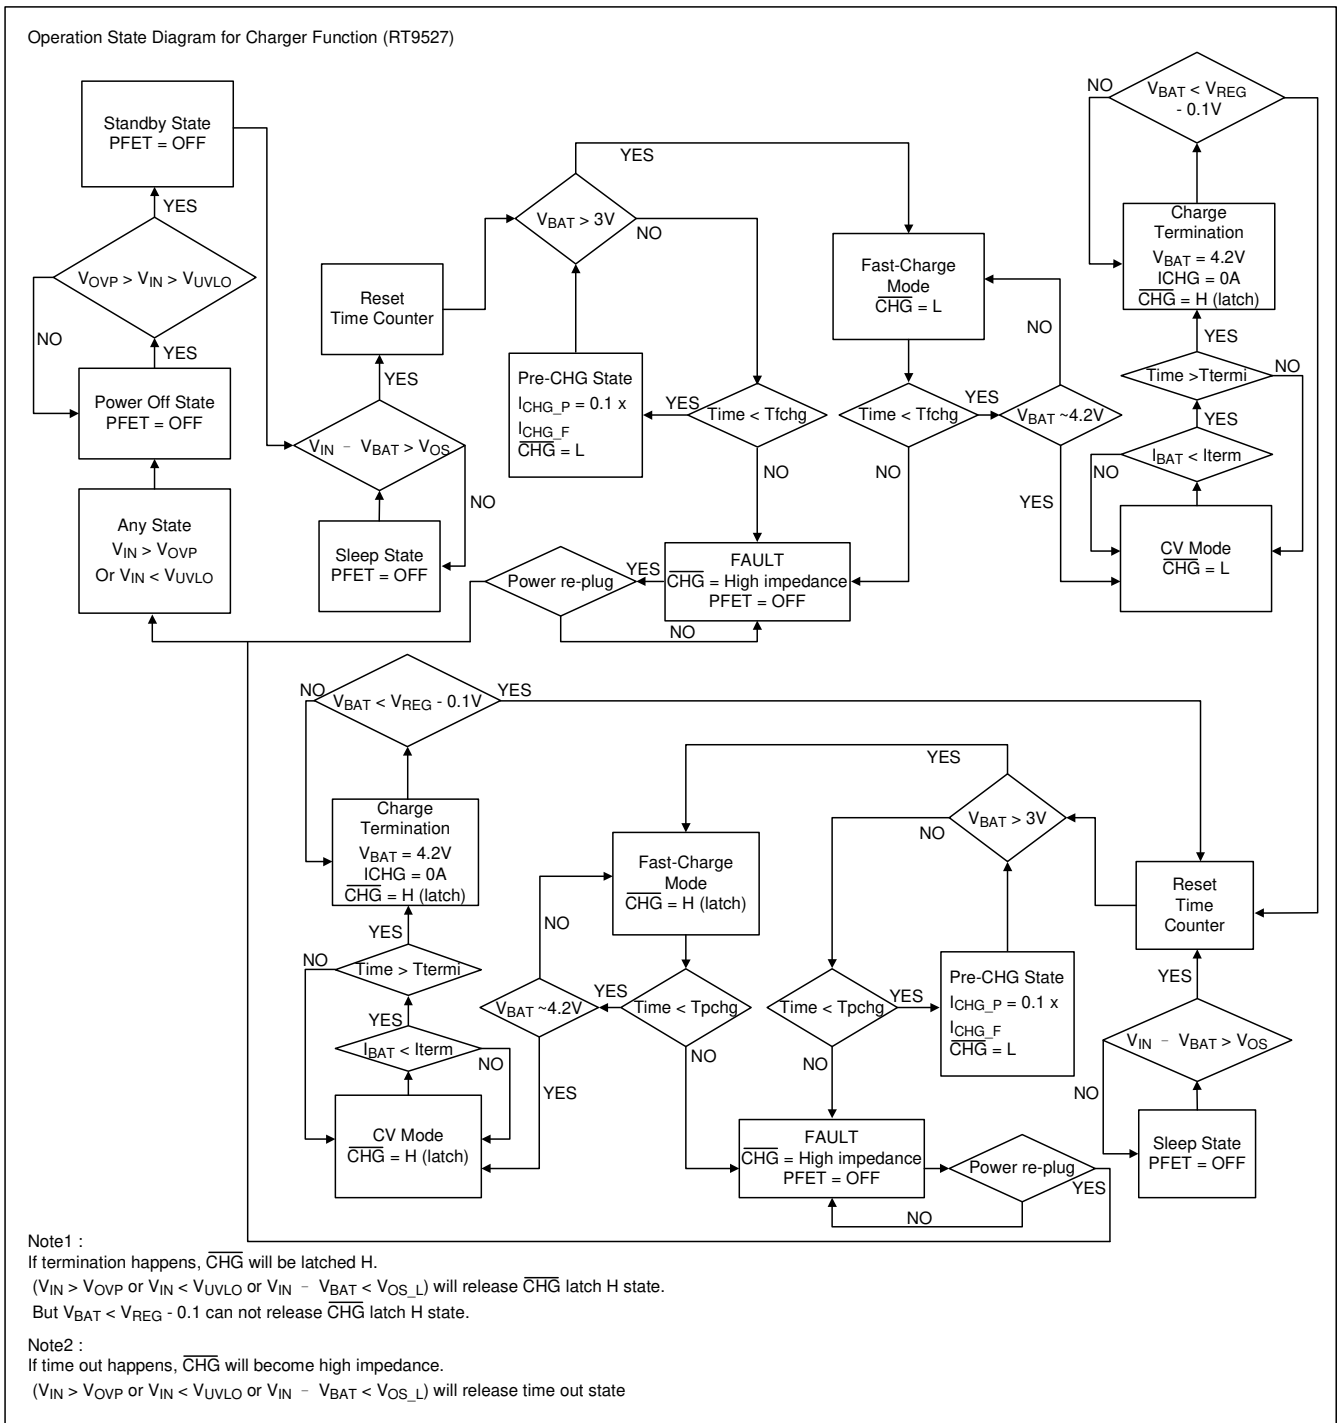 Operation State Diagram for Charger Function (RT9527)
Standby State
PFET = OFF
YES
VOVP > VIN > VUVLO
NO
YES
Power Off State
PFET = OFF
Any State
VIN > VOVP
Or VIN < VUVLO
Reset
Time Counter
YES
VIN - VBAT > VOS
NO
Sleep State
PFET = OFF
YES
VBAT > 3V
NO
Pre-CHG State
ICHG_P = 0.1 x
ICHG_F
CHG = L
YES
Time < Tfchg
NO
Power re-plug
YES
NO
FAULT
CHG = High impedance
PFET = OFF
Fast-Charge
Mode
CHG = L
Time < Tfchg
YES
NO
VBAT ~4.2V
NO
YES
NO
VBAT < VREG
- 0.1V
Charge
Termination
VBAT = 4.2V
ICHG = 0A
CHG = H (latch)
YES
Time >Ttermi
NO
YES
IBAT < Iterm
NO
CV Mode
CHG = L
NO
VBAT < VREG - 0.1V
YES
Charge
Termination
VBAT = 4.2V
ICHG = 0A
CHG = H (latch)
YES
NO
Time > Ttermi
YES
IBAT < Iterm
NO
CV Mode
CHG = H (latch)
YES
Fast-Charge
Mode
CHG = H (latch)
NO
VBAT ~4.2V
YES
Time < Tpchg
YES
NO
VBAT > 3V
NO
Time < Tpchg
YES
NO
Pre-CHG State
ICHG_P = 0.1 x
ICHG_F
CHG = L
Reset
Time
Counter
YES
VIN - VBAT > VOS
NO
Sleep State
PFET = OFF
FAULT
CHG = High impedance
PFET = OFF
Power re-plug
YES
NO
Note1 :
If termination happens, CHG will be latched H.
(VIN > VOVP or VIN < VUVLO or VIN - VBAT < VOS_L) will release CHG latch H state.
But VBAT < VREG - 0.1 can not release CHG latch H state.
Note2 :
If time out happens, CHG will become high impedance.
(VIN > VOVP or VIN < VUVLO or VIN - VBAT < VOS_L) will release time out state